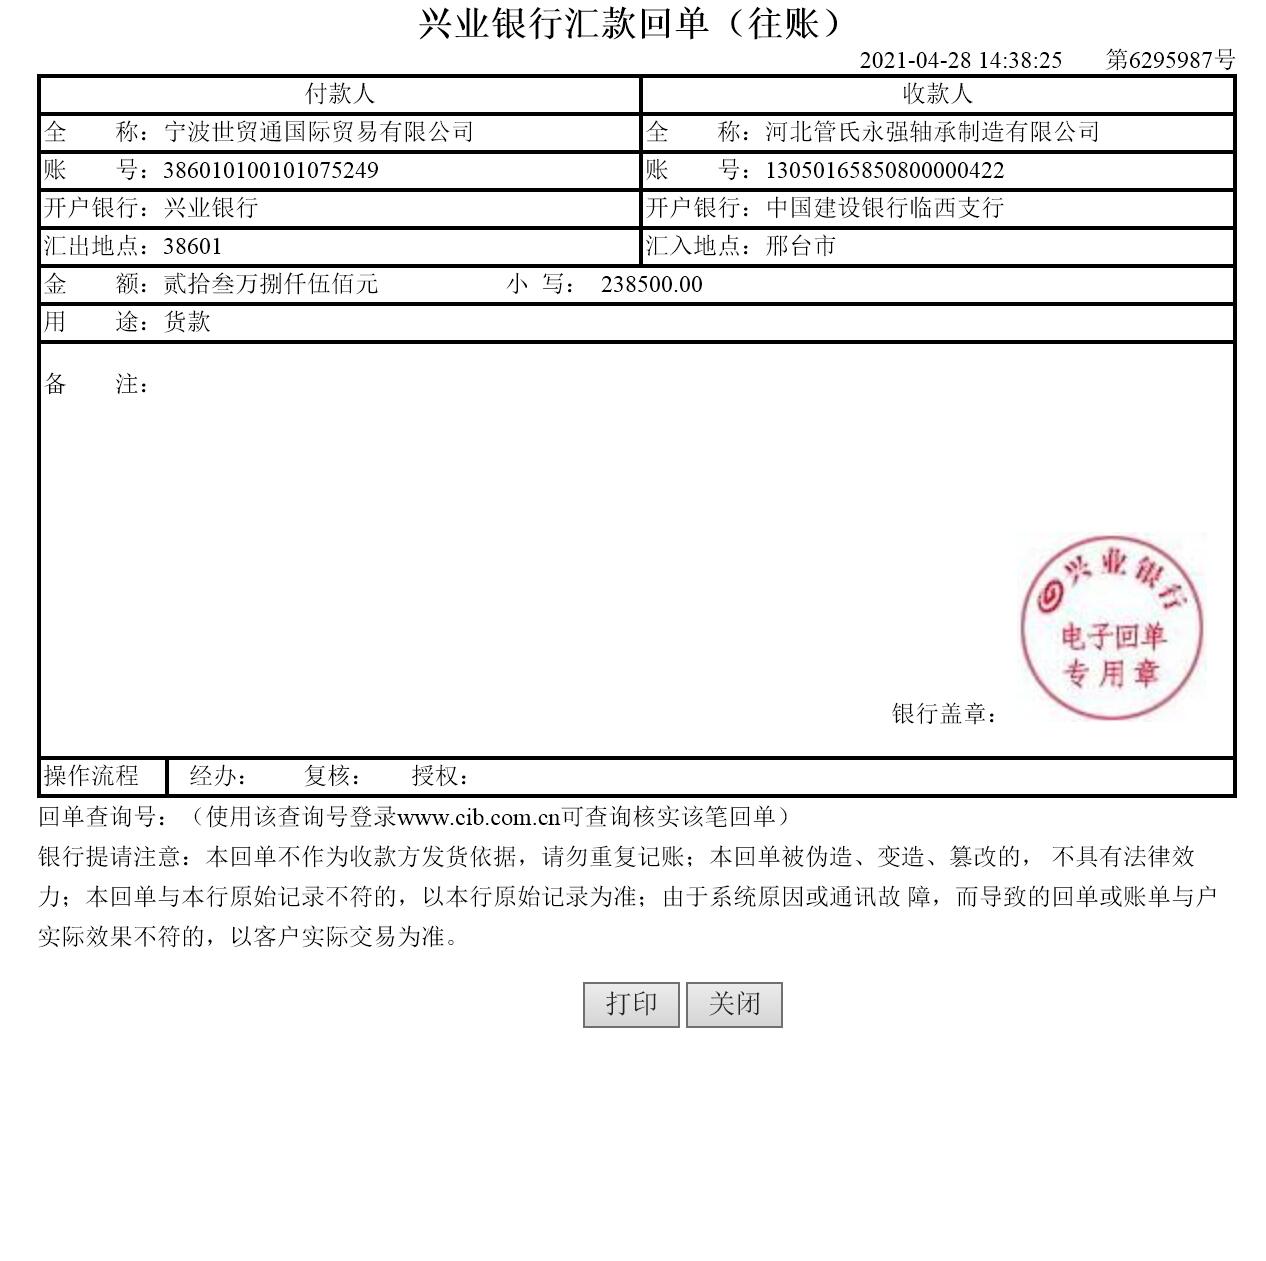 兴业银行汇款回单（往账）
2021-04-28 14:38:25 第6295987号
付款人 收款人
全 称：宁波世贸通国际贸易有限公司 全 称：河北管氏永强轴承制造有限公司
账 号：386010100101075249 账 号：13050165850800000422
开户银行：兴业银行 开户银行：中国建设银行临西支行
汇出地点：38601 汇入地点：邢台市
金 额：贰拾叁万捌仟伍佰元 小 写： 238500.00
用 途：货款
备 注：
兴业银行
电子回单
专用章
银行盖章：
操作流程 经办： 复核： 授权：
回单查询号：（使用该查询号登录www.cib.com.cn可查询核实该笔回单）
银行提请注意：本回单不作为收款方发货依据，请勿重复记账；本回单被伪造、变造、篡改的， 不具有法律效
力；本回单与本行原始记录不符的，以本行原始记录为准；由于系统原因或通讯故 障，而导致的回单或账单与户
实际效果不符的，以客户实际交易为准。
打印 关闭